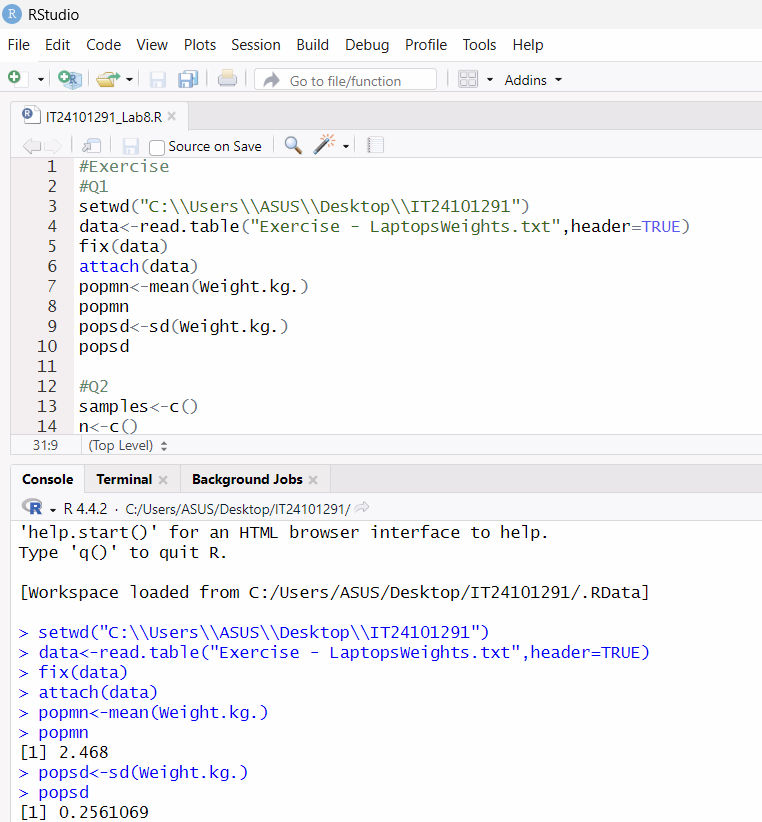 RStudio
File Edit Code View Plots Session Build Debug Profile Tools Help
Go to file/function Addins
IT24101291_Lab8.R
Source on Save
1 #Exercise
2 #Q1
3 setwd("C:\\Users\\ASUS\\Desktop\\IT24101291")
4 data<-read.table("Exercise - LaptopsWeights.txt",header=TRUE)
5 fix(data)
6 attach(data)
7 popmn<-mean(Weight.kg.)
8 popmn
9 popsd<-sd(Weight.kg.)
10 popsd
11
12 #Q2
13 samples<-c()
14 n<-c()
31:9 (Top Level)
Console Terminal Background Jobs
R 4.4.2 · C:/Users/ASUS/Desktop/IT24101291/
'help.start()' for an HTML browser interface to help.
Type 'q()' to quit R.
[Workspace loaded from C:/Users/ASUS/Desktop/IT24101291/.RData]
> setwd("C:\\Users\\ASUS\\Desktop\\IT24101291")
> data<-read.table("Exercise - LaptopsWeights.txt",header=TRUE)
> fix(data)
> attach(data)
> popmn<-mean(Weight.kg.)
> popmn
[1] 2.468
> popsd<-sd(Weight.kg.)
> popsd
[1] 0.2561069